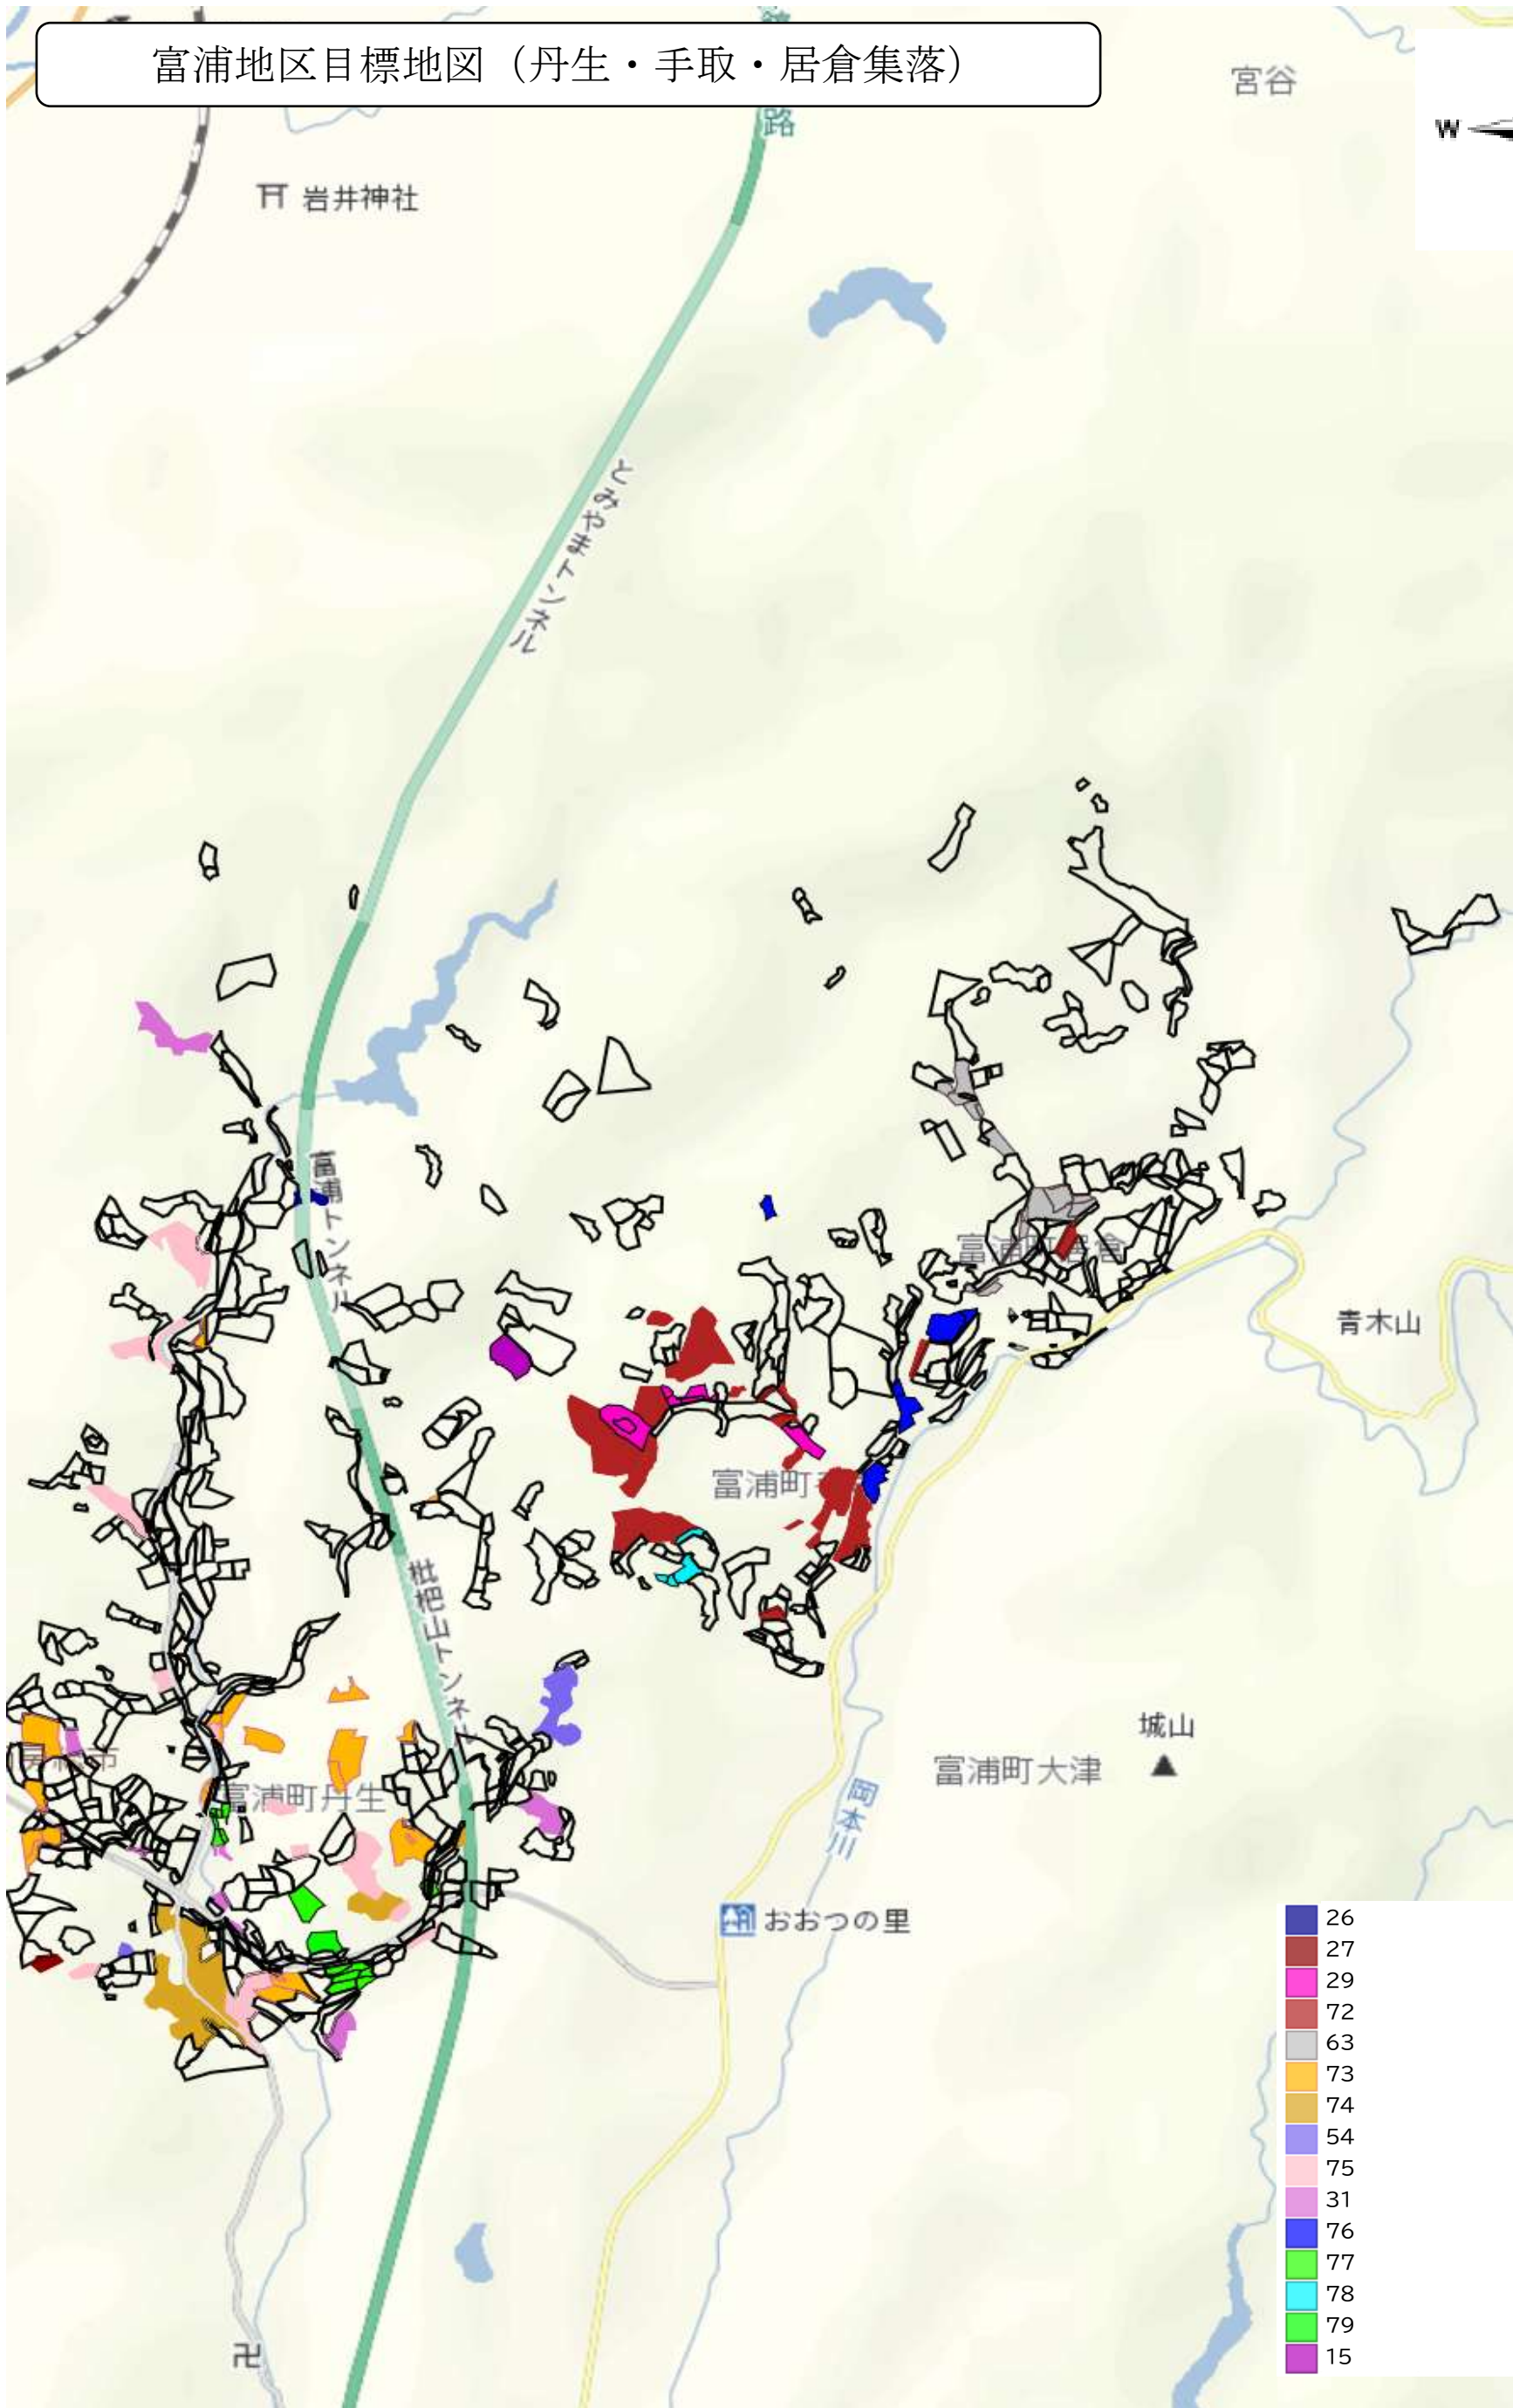 富浦地区目標地図（丹生・手取・居倉集落）
路
宮谷
W
岩井神社
とみやまトンネル
富浦トンネル
富浦町居倉
青木山
富浦町
枇杷山トンネル
城山
富浦町大津
市
富浦町丹生
岡本川
おおつの里
26
27
29
72
63
73
74
54
75
31
76
77
78
79
15